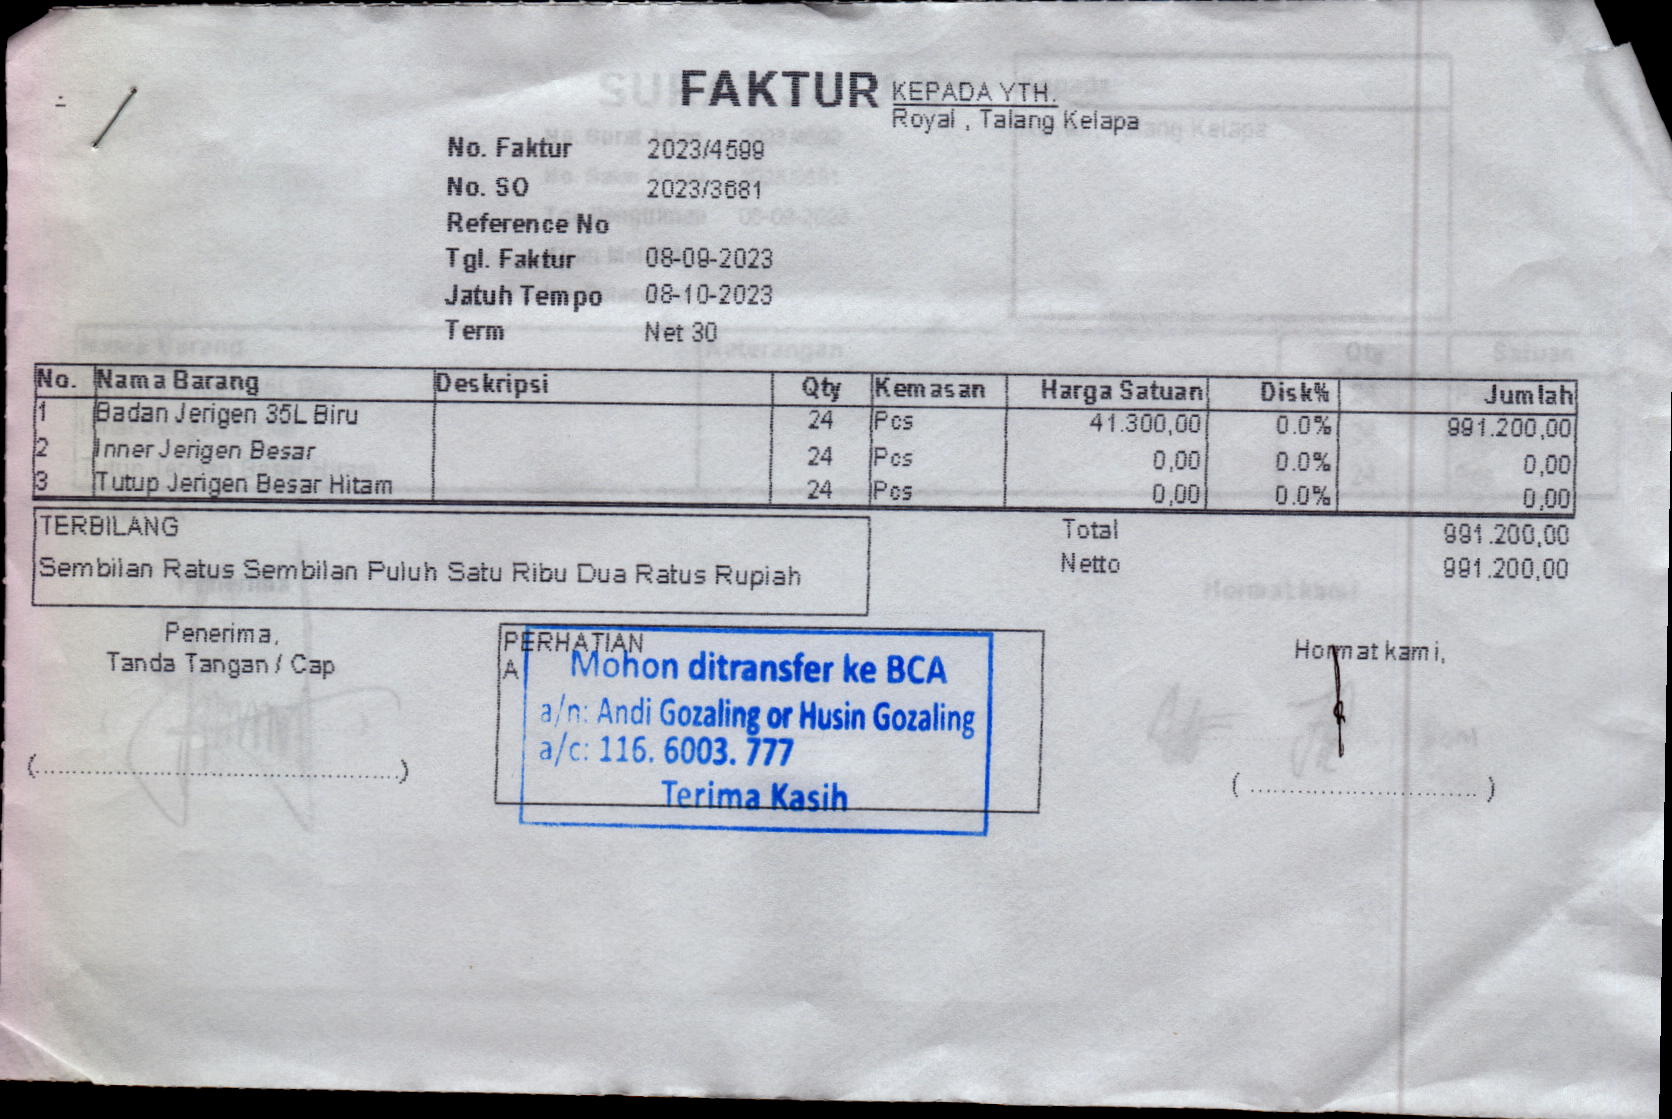 FAKTUR
KEPADA YTH.
Royal , Talang Kelapa
No. Faktur 2023/4599
No. SO 2023/3681
Reference No
Tgl. Faktur 08-09-2023
Jatuh Tempo 08-10-2023
Term Net 30
No. Nama Barang Deskripsi Qty Kemasan Harga Satuan Disk% Jumlah
1 Badan Jerigen 35L Biru 24 Pcs 41.300,00 0.0% 991.200,00
2 Inner Jerigen Besar 24 Pcs 0,00 0.0% 0,00
3 Tutup Jerigen Besar Hitam 24 Pcs 0,00 0.0% 0,00
TERBILANG
Sembilan Ratus Sembilan Puluh Satu Ribu Dua Ratus Rupiah
Total 991.200,00
Netto 991.200,00
Penerima,
Tanda Tangan / Cap
PERHATIAN
A
Mohon ditransfer ke BCA
a/n: Andi Gozaling or Husin Gozaling
a/c: 116. 6003. 777
Terima Kasih
Hormat kami,
(..............................................)
( ............................. )